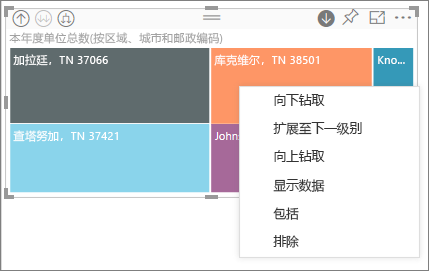 本年度单位总数(按区域、城市和邮政编码)
加拉廷，TN 37066
库克维尔，TN 38501
Kno...
查塔努加，TN 37421
Johns
向下钻取
扩展至下一级别
向上钻取
显示数据
包括
排除